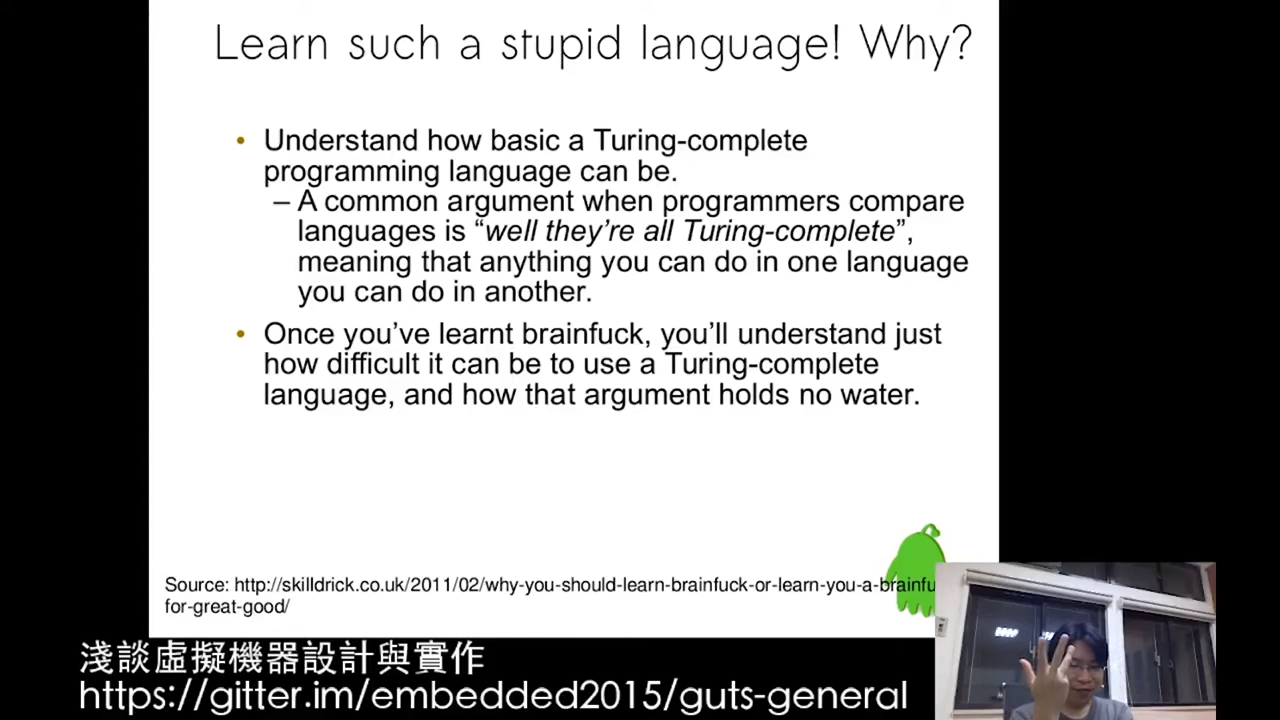 Learn such a stupid language! Why?
• Understand how basic a Turing-complete
programming language can be.
– A common argument when programmers compare
languages is “well they’re all Turing-complete”,
meaning that anything you can do in one language
you can do in another.
• Once you’ve learnt brainfuck, you’ll understand just
how difficult it can be to use a Turing-complete
language, and how that argument holds no water.
Source: http://skilldrick.co.uk/2011/02/why-you-should-learn-brainfuck-or-learn-you-a-brainfu
for-great-good/
淺談虛擬機器設計與實作
https://gitter.im/embedded2015/guts-general